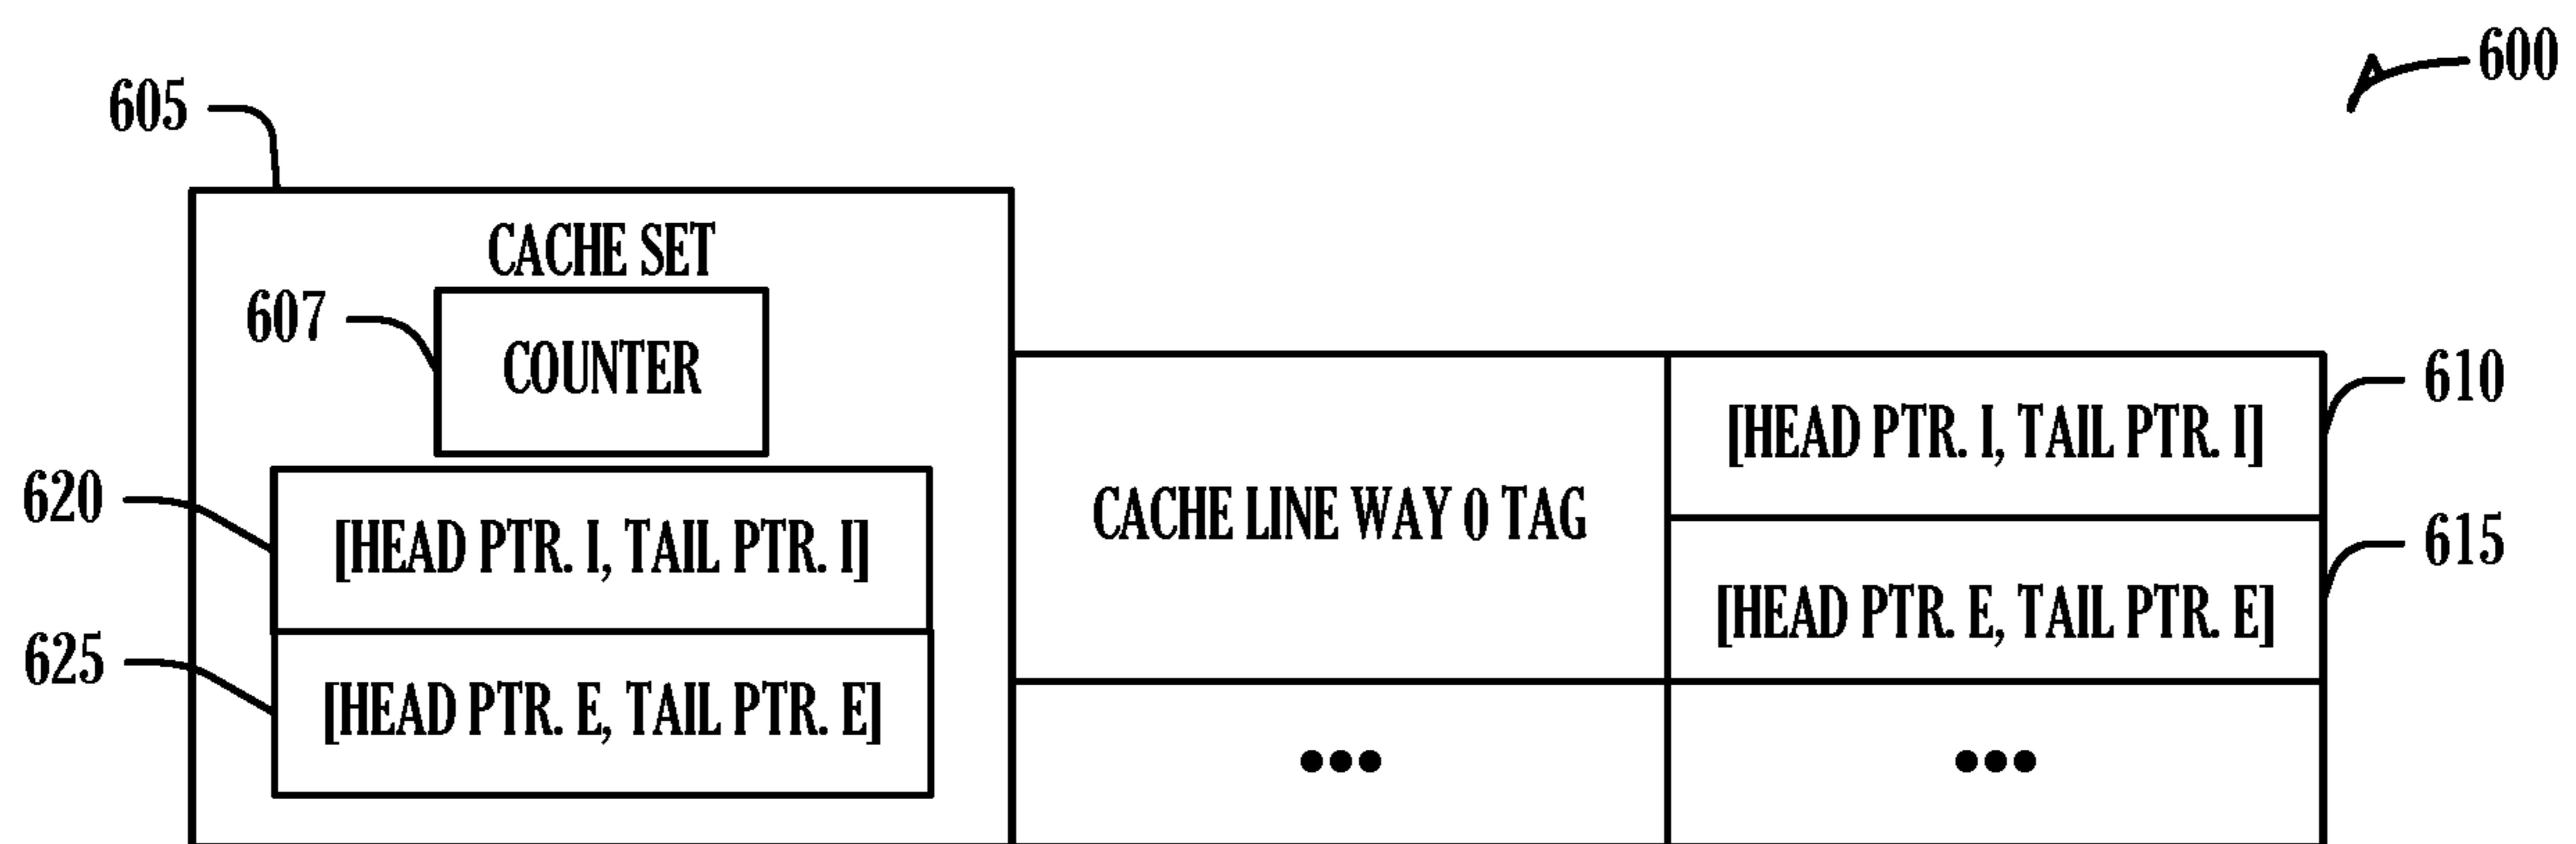 600
605
CACHE SET
607
COUNTER
610
[HEAD PTR. I, TAIL PTR. I]
CACHE LINE WAY 0 TAG
620
[HEAD PTR. I, TAIL PTR. I]
615
[HEAD PTR. E, TAIL PTR. E]
625
[HEAD PTR. E, TAIL PTR. E]
•••
•••